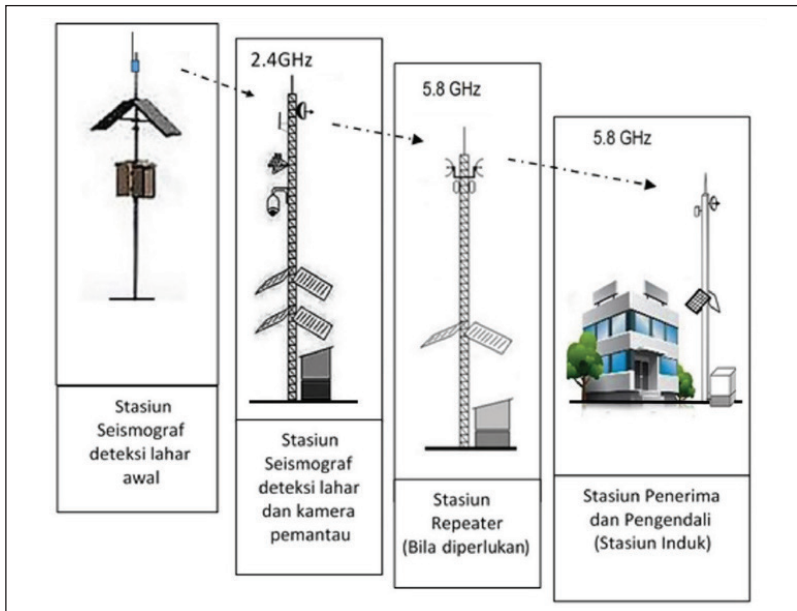 2.4GHz
5.8 GHz
5.8 GHz
Stasiun
Seismograf
deteksi lahar
awal
Stasiun
Seismograf
deteksi lahar
dan kamera
pemantau
Stasiun
Repeater
(Bila diperlukan)
Stasiun Penerima
dan Pengendali
(Stasiun Induk)